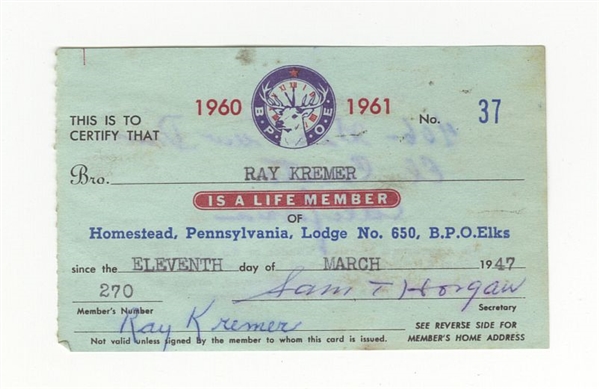 1960 1961
B.P.O.E.
No. 37
THIS IS TO
CERTIFY THAT
Bro. RAY KREMER
IS A LIFE MEMBER
OF
Homestead, Pennsylvania, Lodge No. 650, B.P.O.Elks
since the ELEVENTH day of MARCH 1947
270 Sam T Horgan
Member's Number Secretary
Ray Kremer
SEE REVERSE SIDE FOR
MEMBER'S HOME ADDRESS
Not valid unless signed by the member to whom this card is issued.